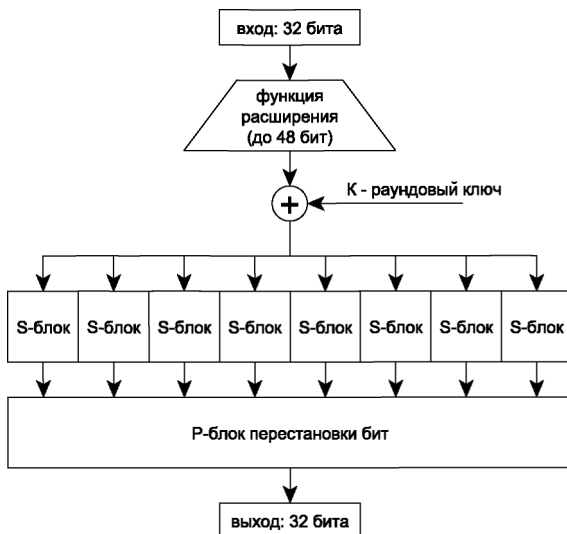 вход: 32 бита
функция
расширения
(до 48 бит)
K - раундовый ключ
+
S-блок S-блок S-блок S-блок S-блок S-блок S-блок S-блок
P-блок перестановки бит
выход: 32 бита